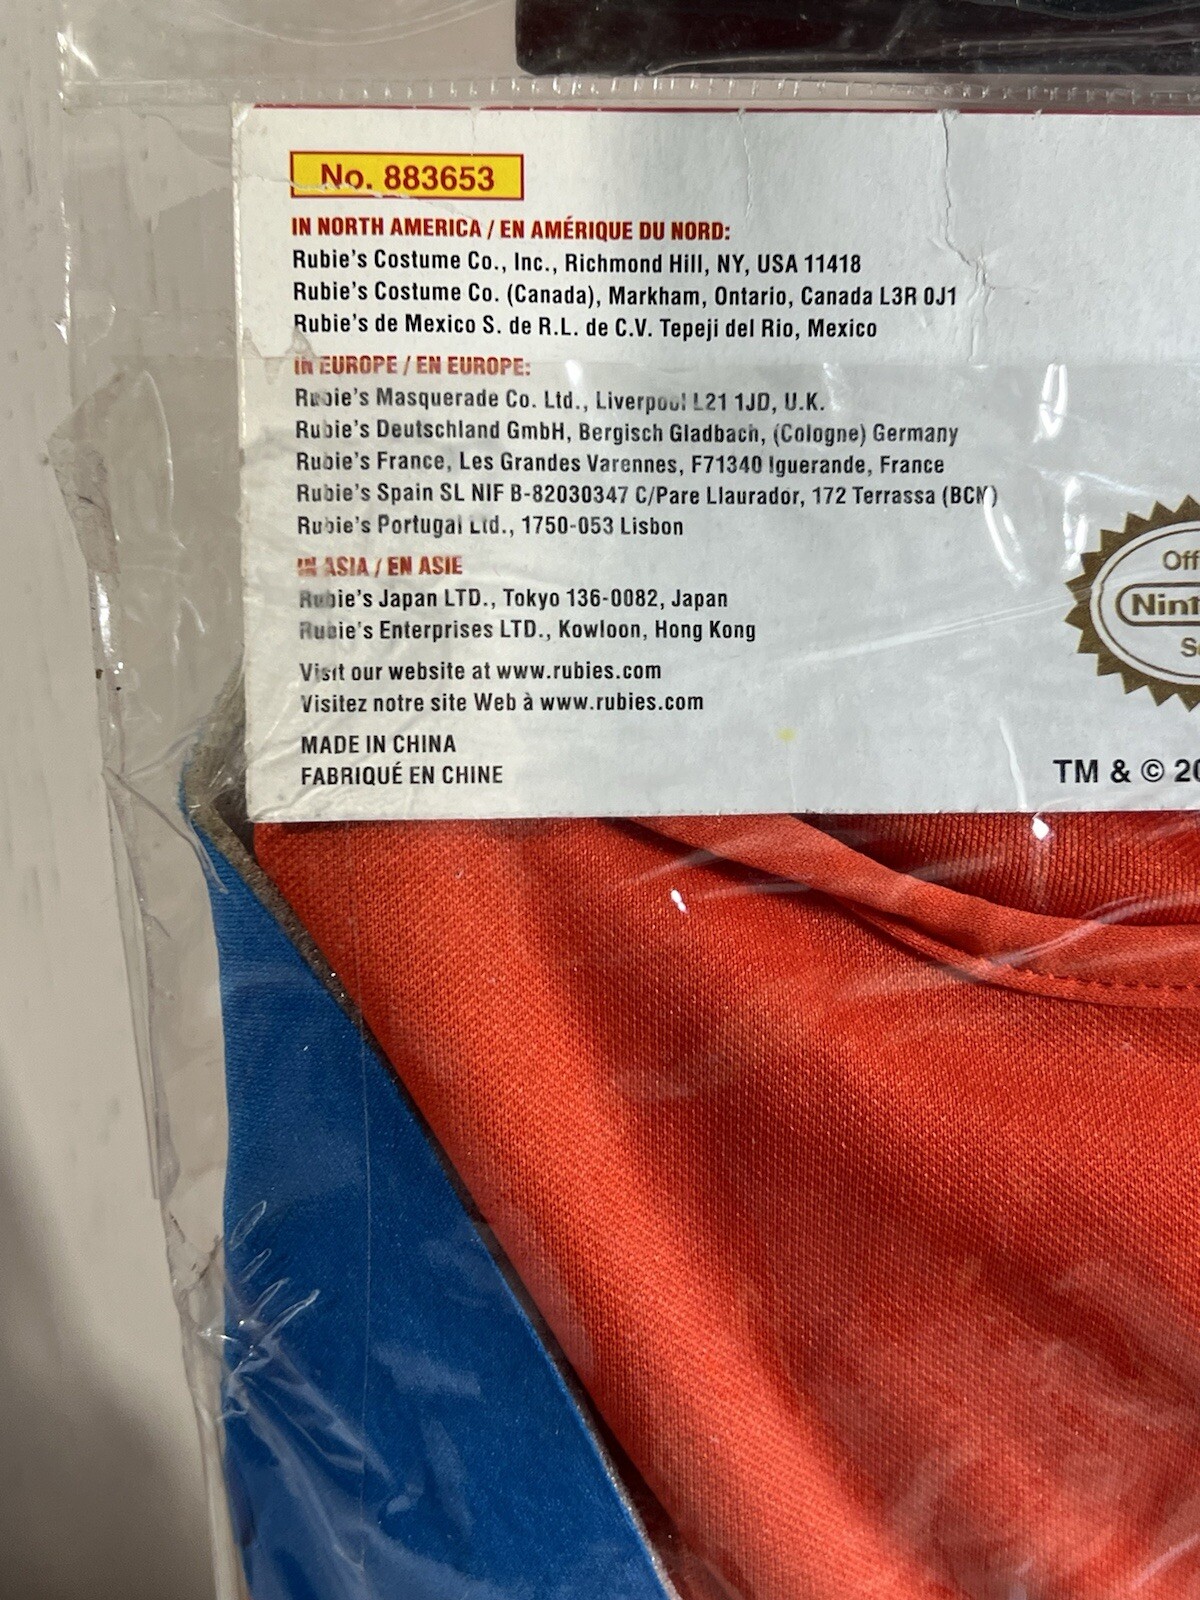 No. 883653
IN NORTH AMERICA / EN AMÉRIQUE DU NORD:
Rubie's Costume Co., Inc., Richmond Hill, NY, USA 11418
Rubie's Costume Co. (Canada), Markham, Ontario, Canada L3R 0J1
Rubie's de Mexico S. de R.L. de C.V. Tepeji del Rio, Mexico
IN EUROPE / EN EUROPE:
Rubie's Masquerade Co. Ltd., Liverpool L21 1JD, U.K.
Rubie's Deutschland GmbH, Bergisch Gladbach, (Cologne) Germany
Rubie's France, Les Grandes Varennes, F71340 Iguerande, France
Rubie's Spain SL NIF B-82030347 C/Pare Llaurador, 172 Terrassa (BCN)
Rubie's Portugal Ltd., 1750-053 Lisbon
IN ASIA / EN ASIE
Rubie's Japan LTD., Tokyo 136-0082, Japan
Rubie's Enterprises LTD., Kowloon, Hong Kong
Visit our website at www.rubies.com
Visitez notre site Web à www.rubies.com
MADE IN CHINA
FABRIQUÉ EN CHINE
Off
Nint
S
TM & © 20